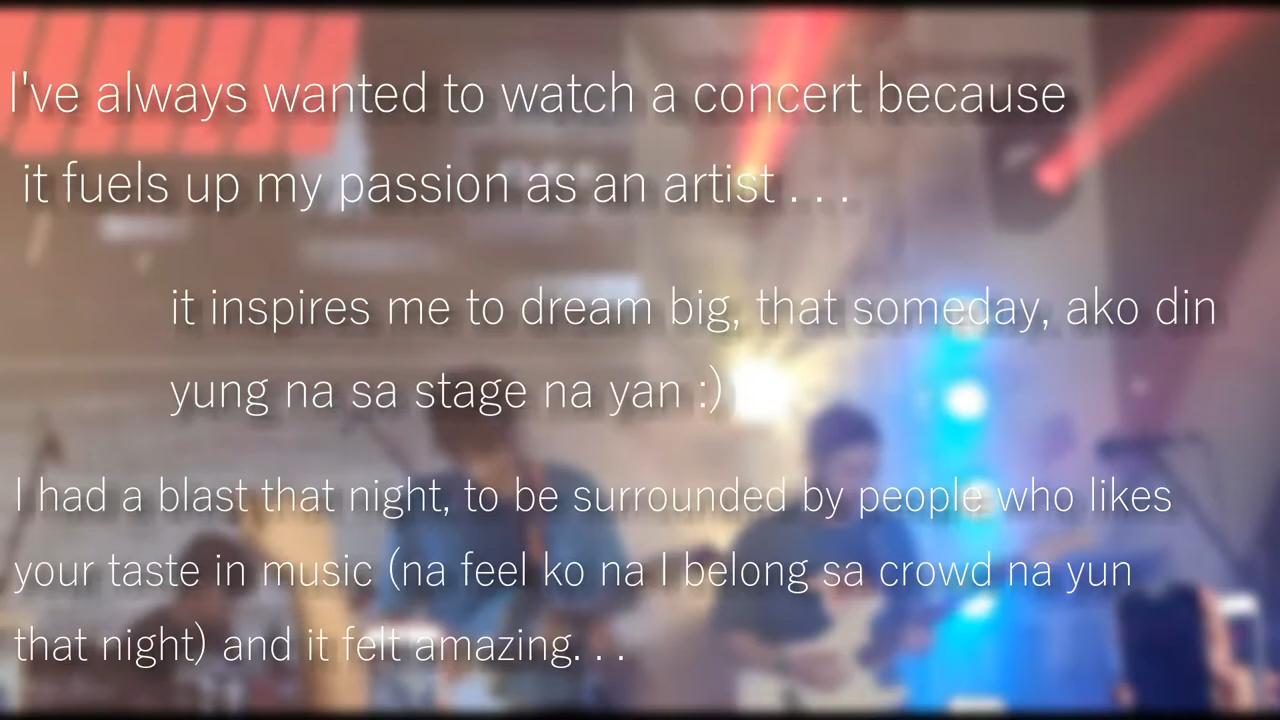 I've always wanted to watch a concert because
it fuels up my passion as an artist . . .
it inspires me to dream big, that someday, ako din
yung na sa stage na yan :)
I had a blast that night, to be surrounded by people who likes
your taste in music (na feel ko na I belong sa crowd na yun
that night) and it felt amazing. . .